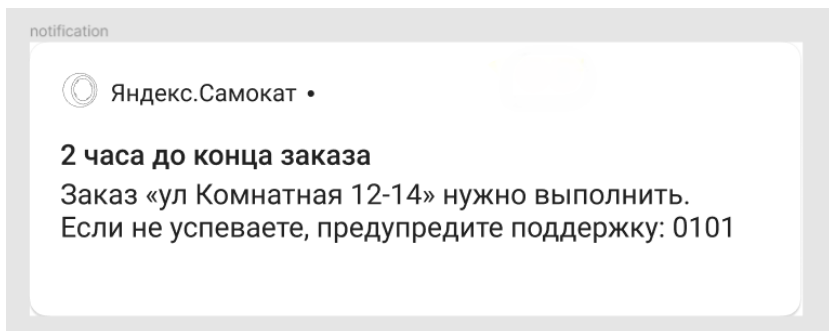 notification
Яндекс.Самокат •
2 часа до конца заказа
Заказ «ул Комнатная 12-14» нужно выполнить.
Если не успеваете, предупредите поддержку: 0101